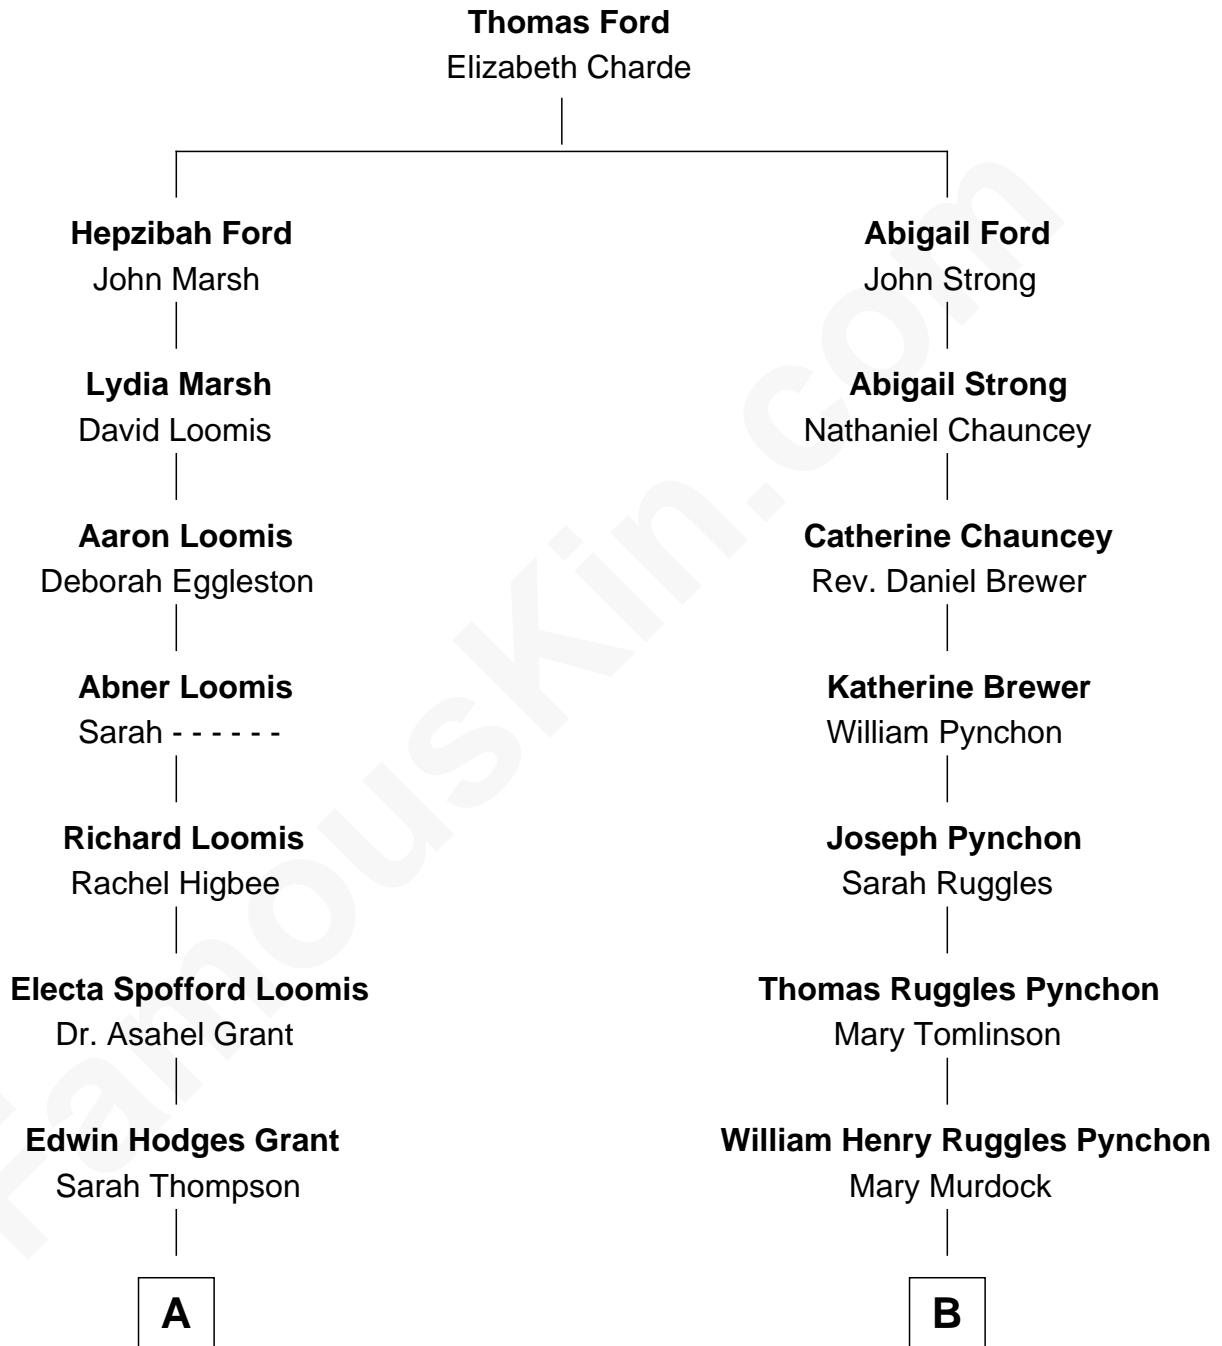 Thomas Ford
Elizabeth Charde
Hepzibah Ford
John Marsh
Abigail Ford
John Strong
Lydia Marsh
David Loomis
Abigail Strong
Nathaniel Chauncey
Aaron Loomis
Deborah Eggleston
Catherine Chauncey
Rev. Daniel Brewer
Abner Loomis
Sarah - - - - - -
Katherine Brewer
William Pynchon
Richard Loomis
Rachel Higbee
Joseph Pynchon
Sarah Ruggles
Electa Spofford Loomis
Dr. Asahel Grant
Thomas Ruggles Pynchon
Mary Tomlinson
Edwin Hodges Grant
Sarah Thompson
William Henry Ruggles Pynchon
Mary Murdock
A
B
FamousKin.com